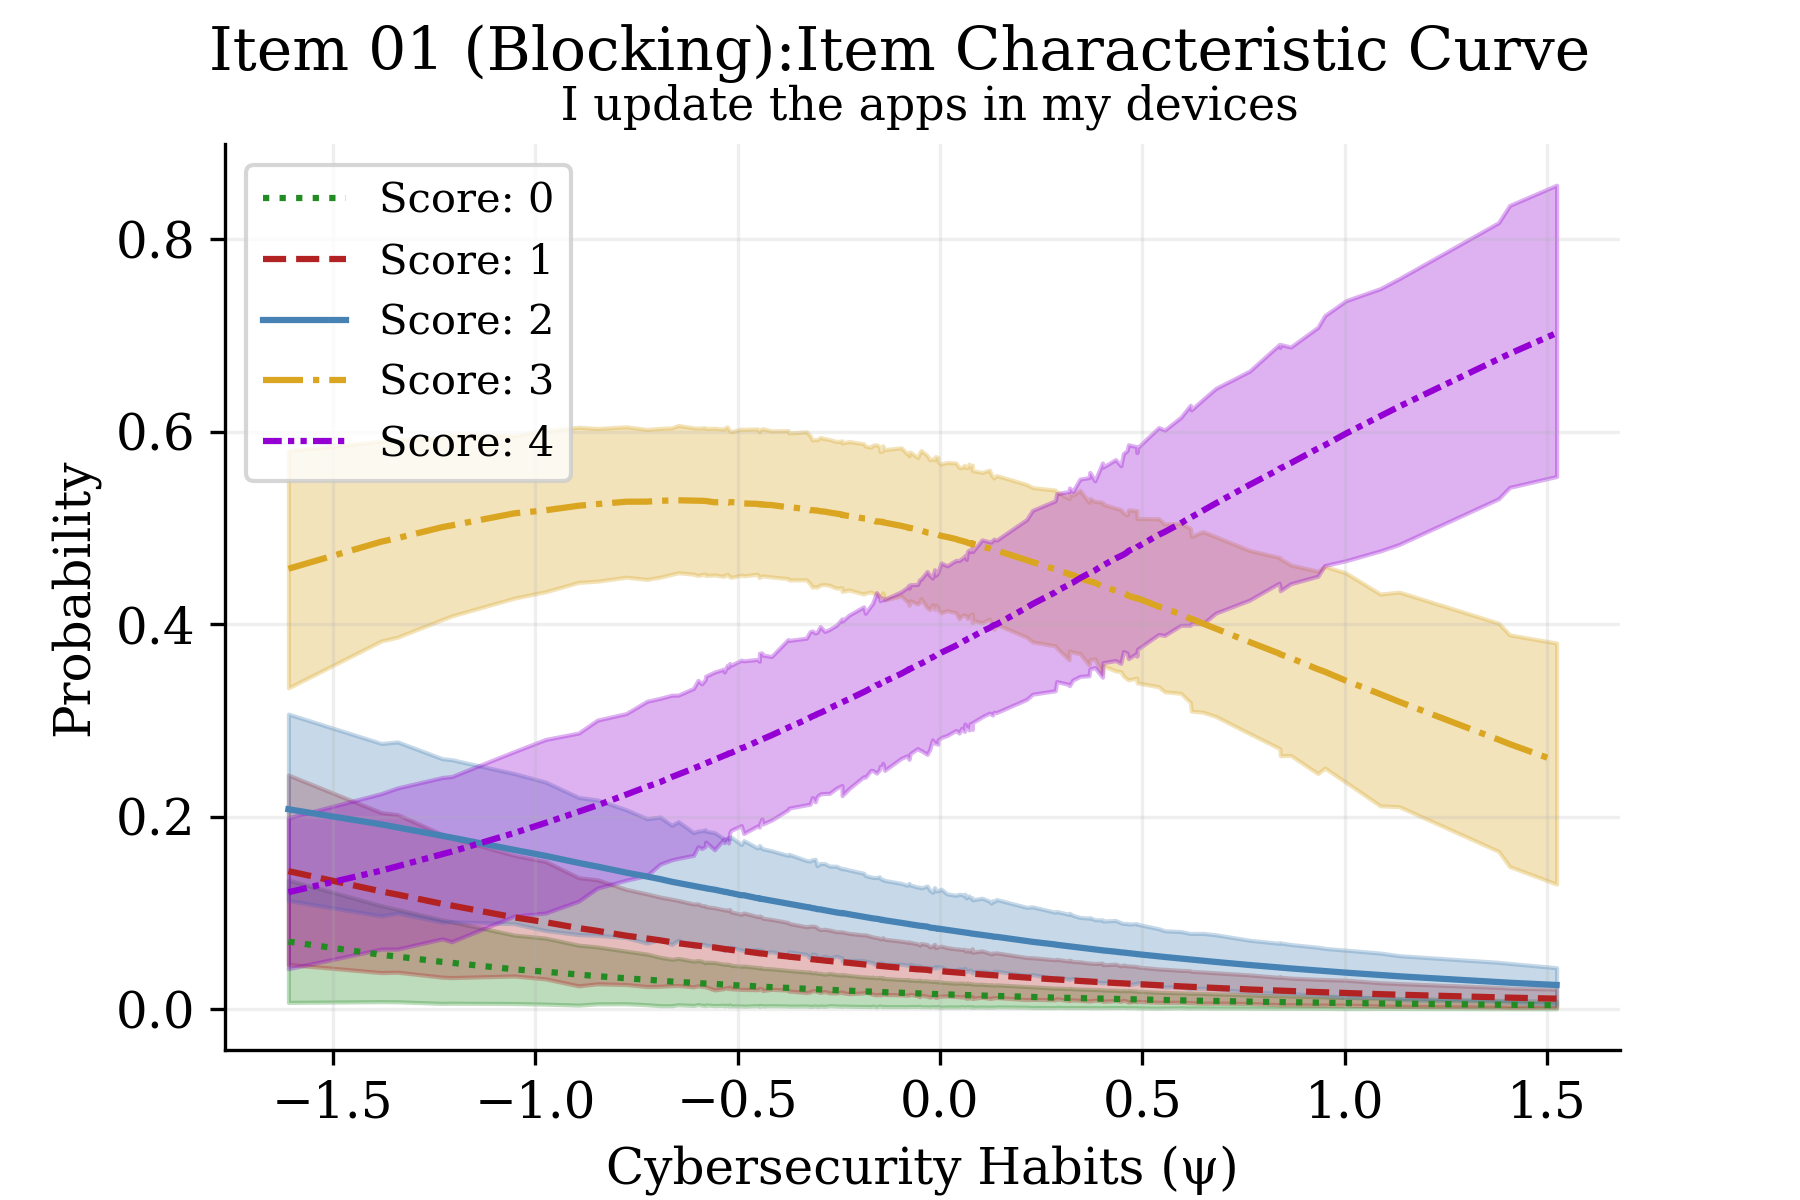 Item 01 (Blocking):Item Characteristic Curve
I update the apps in my devices
Score: 0
Score: 1
Score: 2
Score: 3
Score: 4
Probability
0.8
0.6
0.4
0.2
0.0
−1.5
−1.0
−0.5
0.0
0.5
1.0
1.5
Cybersecurity Habits (ψ)